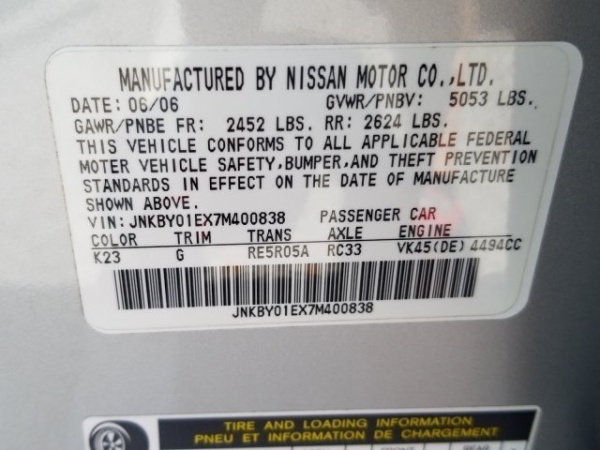 MANUFACTURED BY NISSAN MOTOR CO.,LTD.
DATE: 06/06 GVWR/PNBV: 5053 LBS.
GAWR/PNBE FR: 2452 LBS. RR: 2624 LBS.
THIS VEHICLE CONFORMS TO ALL APPLICABLE FEDERAL
MOTER VEHICLE SAFETY,BUMPER,AND THEFT PREVENTION
STANDARDS IN EFFECT ON THE DATE OF MANUFACTURE
SHOWN ABOVE.
VIN: JNKBY01EX7M400838 PASSENGER CAR
COLOR TRIM TRANS AXLE ENGINE
K23 G RE5R05A RC33 VK45(DE) 4494CC
JNKBY01EX7M400838
TIRE AND LOADING INFORMATION
PNEU ET INFORMATION DE CHARGEMENT